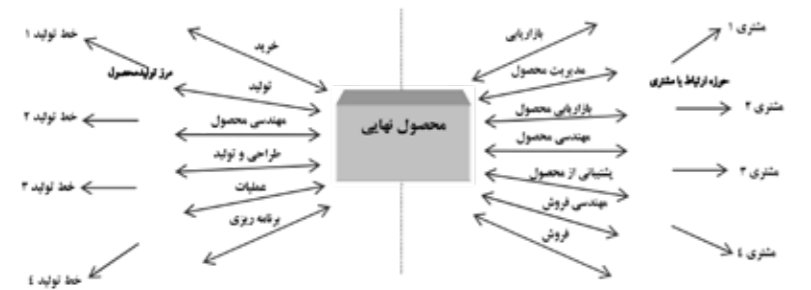 مشتری ۱
بازاریابی
خرید
خط تولید ۱
مدیریت محصول
حوزه ارتباط با مشتری
مرز تولیدمحصول
تولید
مشتری ۲
بازاریابی محصول
محصول نهایی
مهندسی محصول
خط تولید ۲
مهندسی محصول
طراحی و تولید
مشتری ۳
پشتیبانی از محصول
عملیات
خط تولید ۳
مهندسی فروش
برنامه ریزی
فروش
مشتری ٤
خط تولید ٤